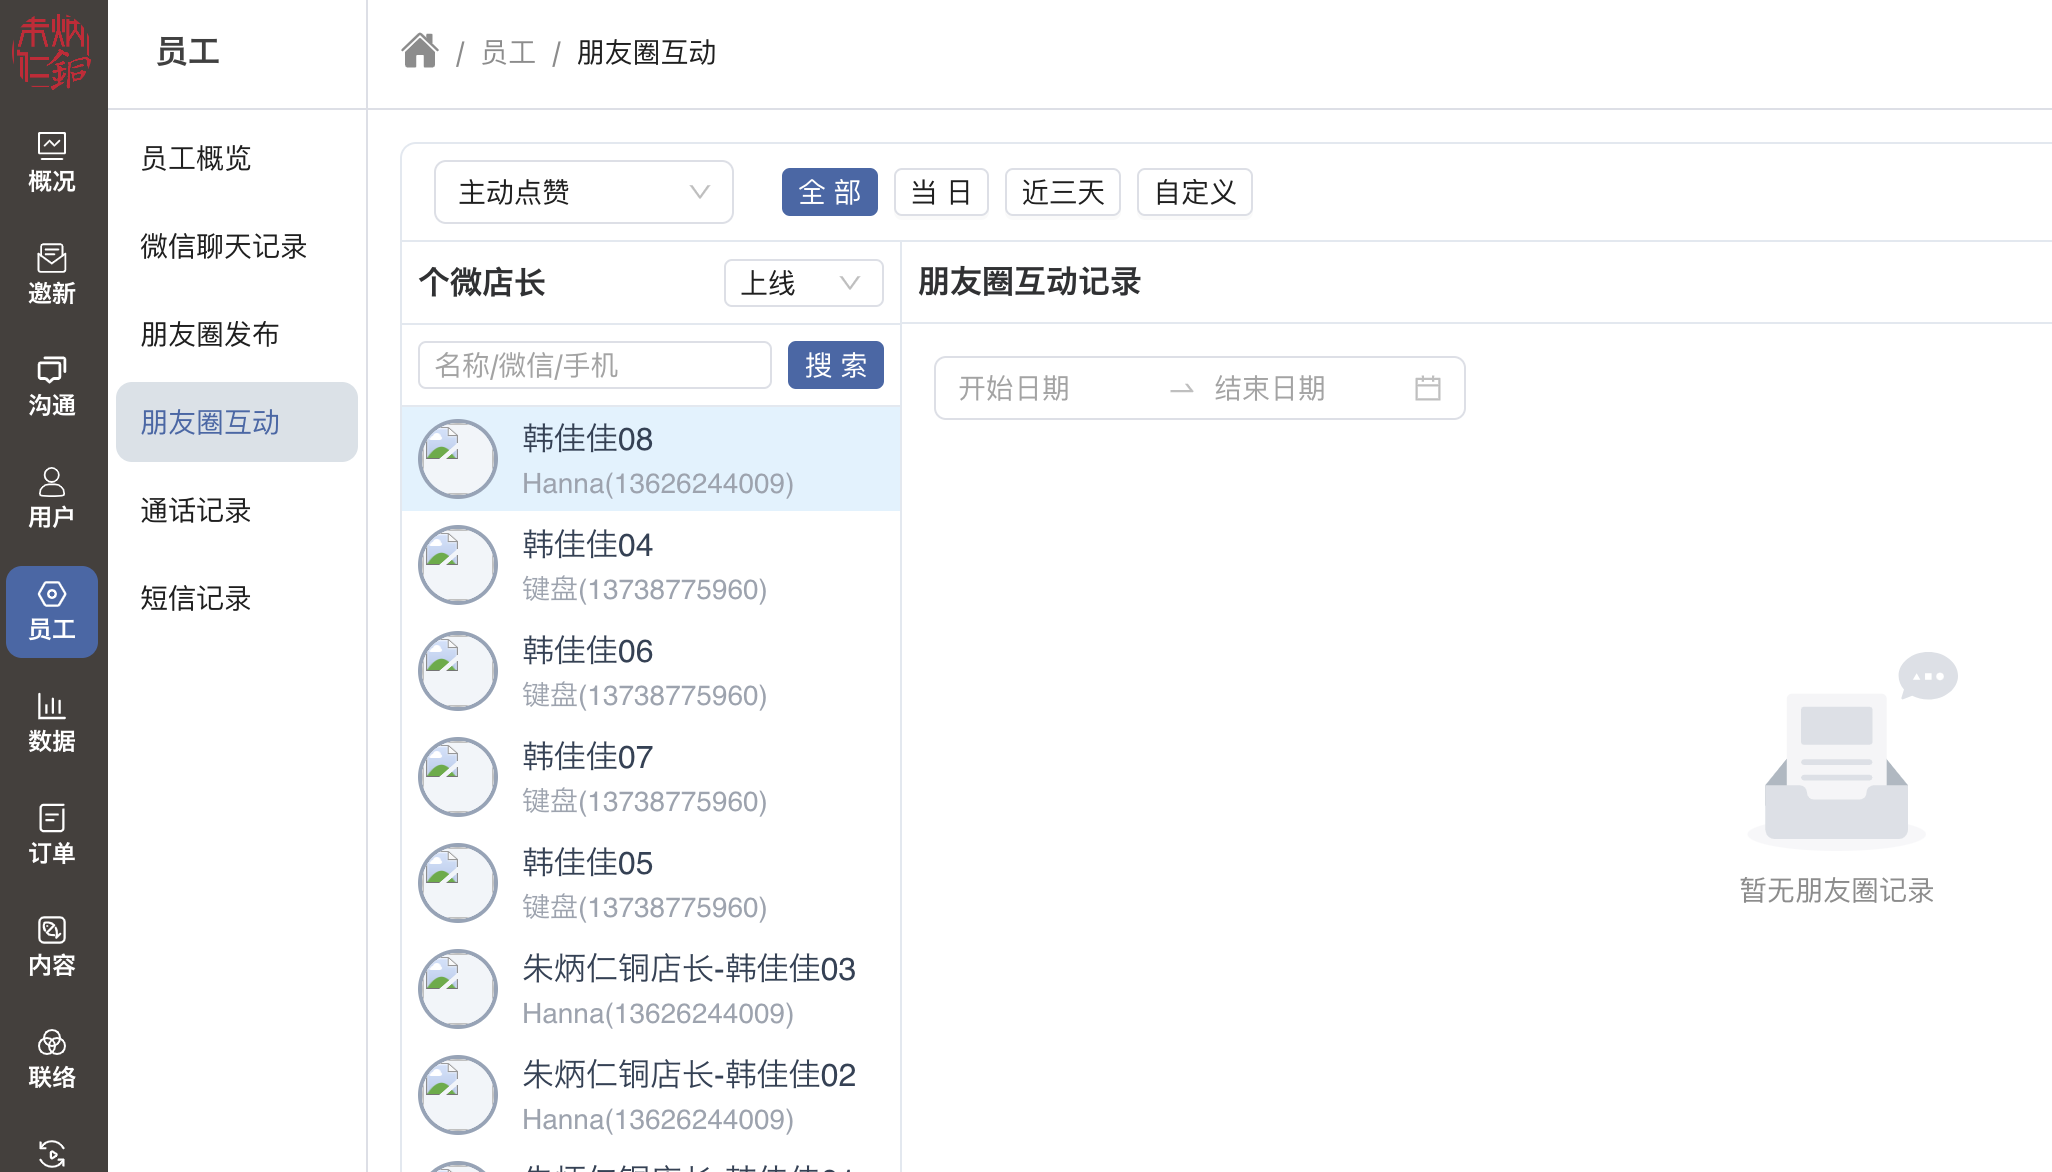 朱炳
仁銅
员工
/ 员工 / 朋友圈互动
概况
邀新
沟通
用户
员工
数据
订单
内容
联络
员工概览
微信聊天记录
朋友圈发布
朋友圈互动
通话记录
短信记录
主动点赞
全 部
当 日
近三天
自定义
个微店长
上线
名称/微信/手机
搜 索
韩佳佳08
Hanna(13626244009)
韩佳佳04
键盘(13738775960)
韩佳佳06
键盘(13738775960)
韩佳佳07
键盘(13738775960)
韩佳佳05
键盘(13738775960)
朱炳仁铜店长-韩佳佳03
Hanna(13626244009)
朱炳仁铜店长-韩佳佳02
Hanna(13626244009)
朋友圈互动记录
开始日期
结束日期
暂无朋友圈记录